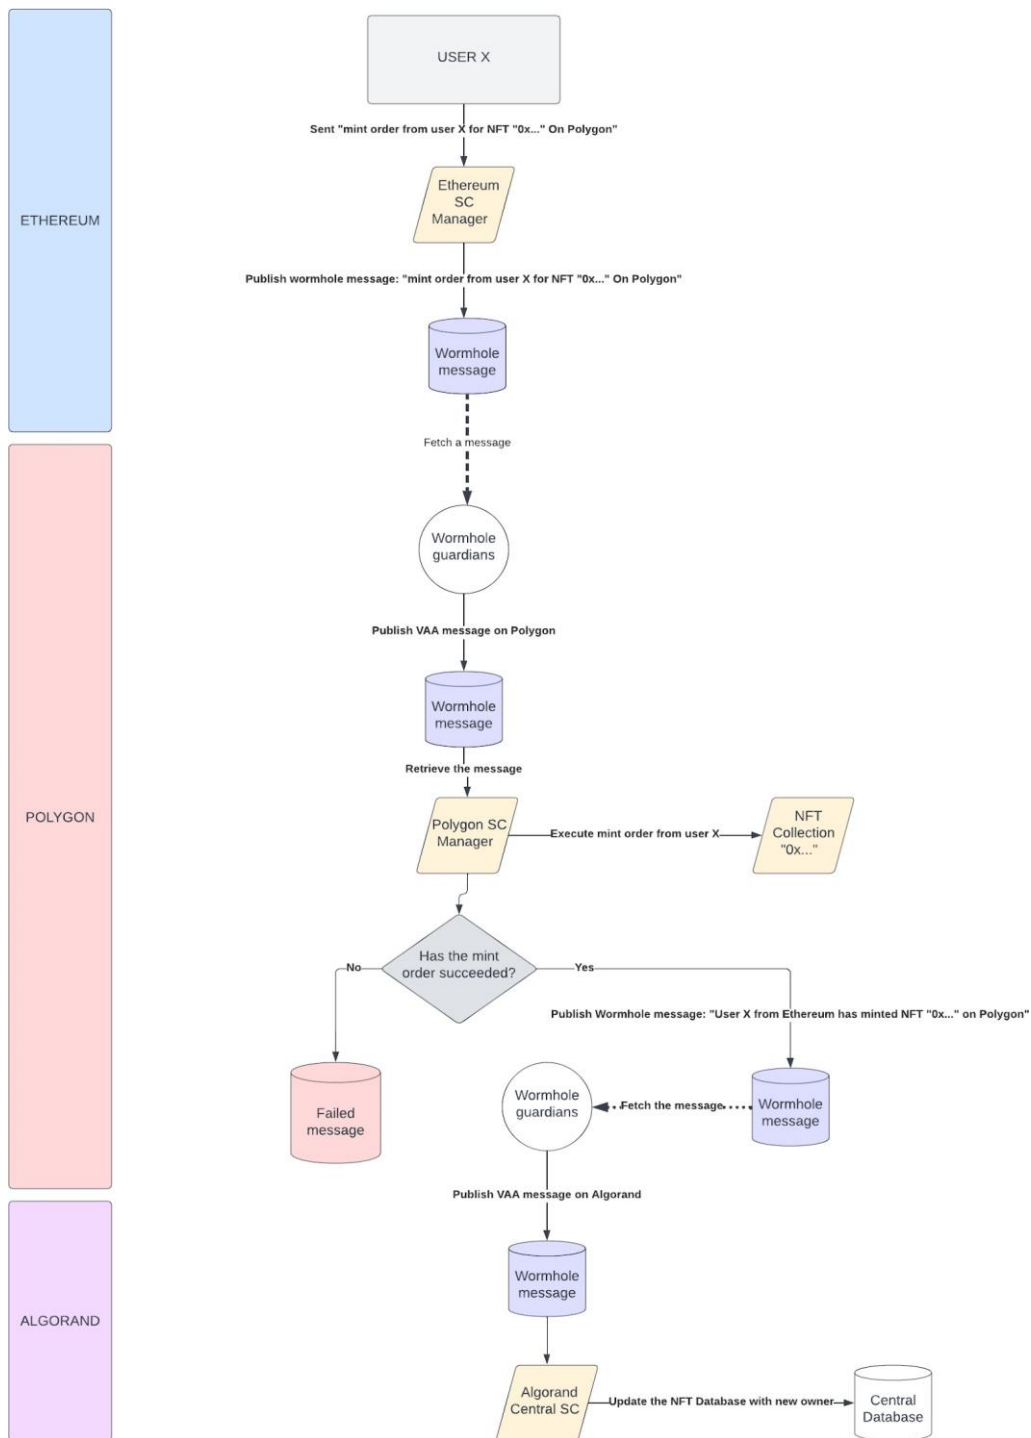 USER X
Sent "mint order from user X for NFT "0x..." On Polygon"
Ethereum
SC
Manager
ETHEREUM
Publish wormhole message: "mint order from user X for NFT "0x..." On Polygon"
Wormhole
message
Fetch a message
Wormhole
guardians
Publish VAA message on Polygon
Wormhole
message
Retrieve the message
POLYGON
Polygon SC
Manager
Execute mint order from user X
NFT
Collection
"0x..."
Has the mint
order succeeded?
No
Yes
Publish Wormhole message: "User X from Ethereum has minted NFT "0x..." on Polygon"
Failed
message
Wormhole
guardians
Fetch the message
Wormhole
message
Publish VAA message on Algorand
Wormhole
message
ALGORAND
Algorand
Central SC
Update the NFT Database with new owner
Central
Database